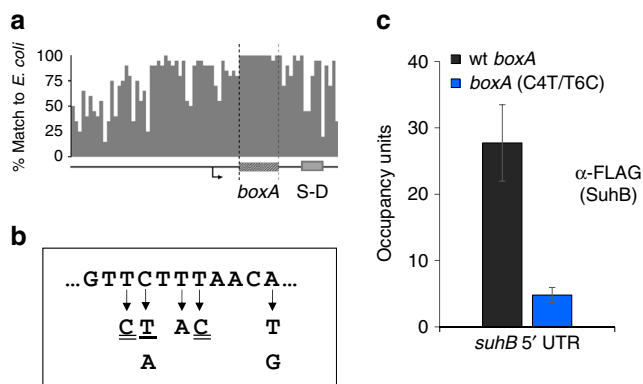 a
% Match to E. coli
100
75
50
25
0
boxA S-D
b
...GTTCTTTAACA...
C T A C T
A G
c
Occupancy units
40
30
20
10
0
wt boxA
boxA (C4T/T6C)
α-FLAG
(SuhB)
suhB 5′ UTR